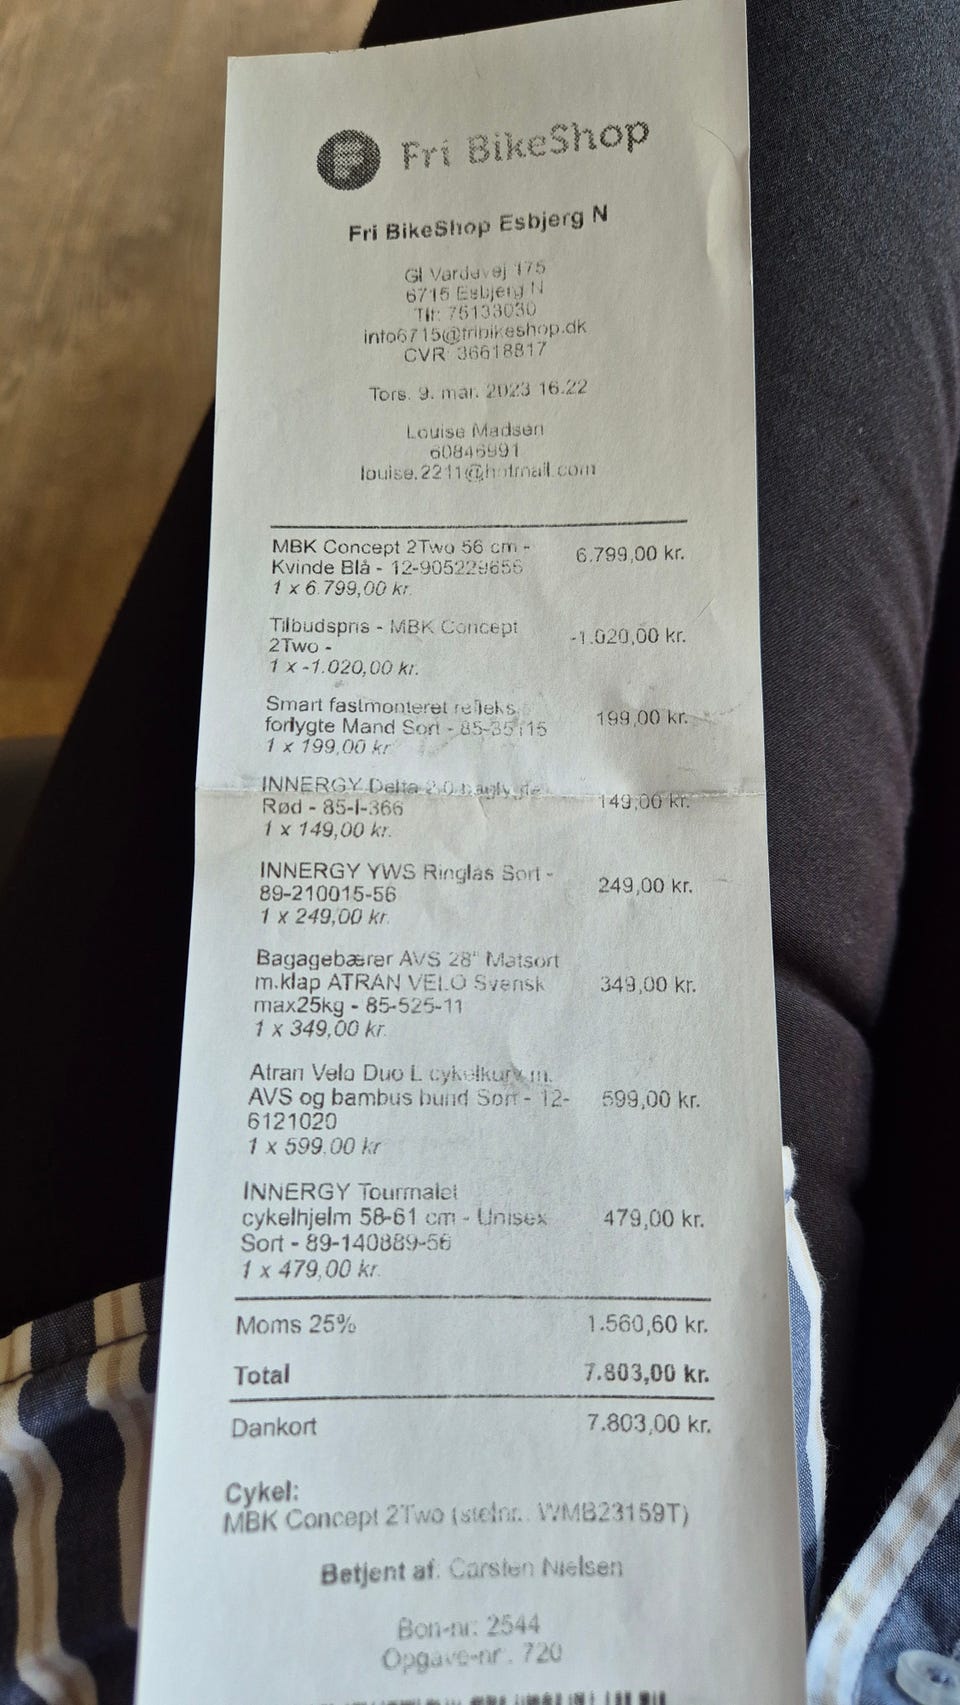 Fri BikeShop
Fri BikeShop Esbjerg N
Gl Vardevej 175
6715 Esbjerg N
Tlf: 75133030
info6715@fribikeshop.dk
CVR: 36618817
Tors. 9. mar. 2023 16.22
Louise Madsen
60846991
louise.2211@hotmail.com
MBK Concept 2Two 56 cm - 6.799,00 kr.
Kvinde Blå - 12-905229656
1 x 6.799,00 kr.
Tilbudspris - MBK Concept -1.020,00 kr.
2Two -
1 x -1.020,00 kr.
Smart fastmonteret refleks 199,00 kr.
forlygte Mand Sort - 85-35115
1 x 199,00 kr.
INNERGY Delta 2.0 baglygte 149,00 kr.
Rød - 85-I-366
1 x 149,00 kr.
INNERGY YWS Ringlås Sort - 249,00 kr.
89-210015-56
1 x 249,00 kr.
Bagagebærer AVS 28" Matsort
m.klap ATRAN VELO Svensk 349,00 kr.
max25kg - 85-525-11
1 x 349,00 kr.
Atran Velo Duo L cykelkurv m.
AVS og bambus bund Sort - 12- 599,00 kr.
6121020
1 x 599,00 kr
INNERGY Tourmalet
cykelhjelm 58-61 cm - Unisex 479,00 kr.
Sort - 89-140889-56
1 x 479,00 kr.
Moms 25% 1.560,60 kr.
Total 7.803,00 kr.
Dankort 7.803,00 kr.
Cykel:
MBK Concept 2Two (stelnr.: WMB23159T)
Betjent af: Carsten Nielsen
Bon-nr: 2544
Opgave-nr.: 720